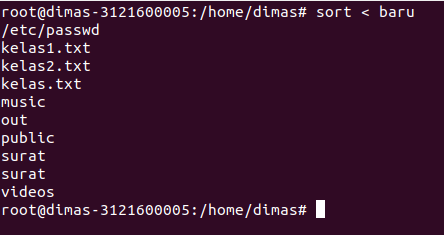 root@dimas-3121600005:/home/dimas# sort < baru
/etc/passwd
kelas1.txt
kelas2.txt
kelas.txt
music
out
public
surat
surat
videos
root@dimas-3121600005:/home/dimas#